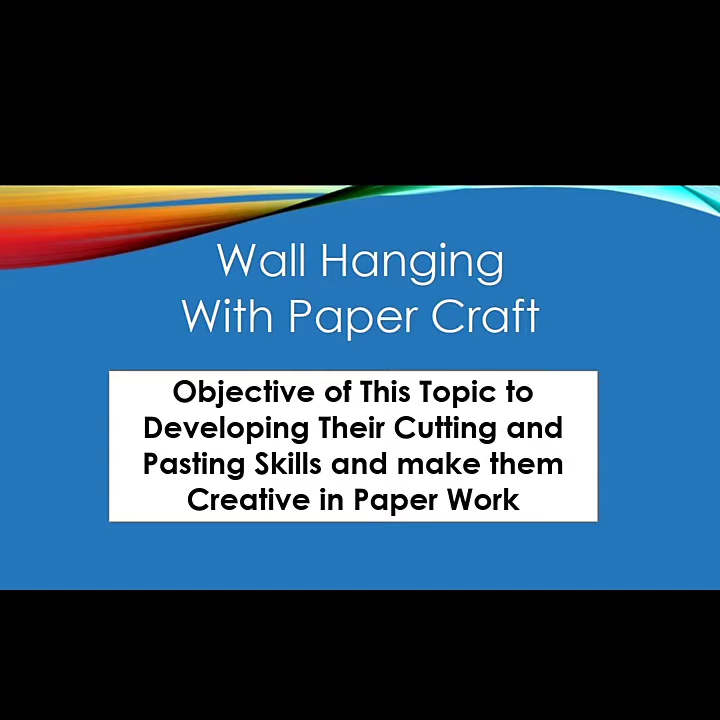 Wall Hanging
With Paper Craft
Objective of This Topic to
Developing Their Cutting and
Pasting Skills and make them
Creative in Paper Work